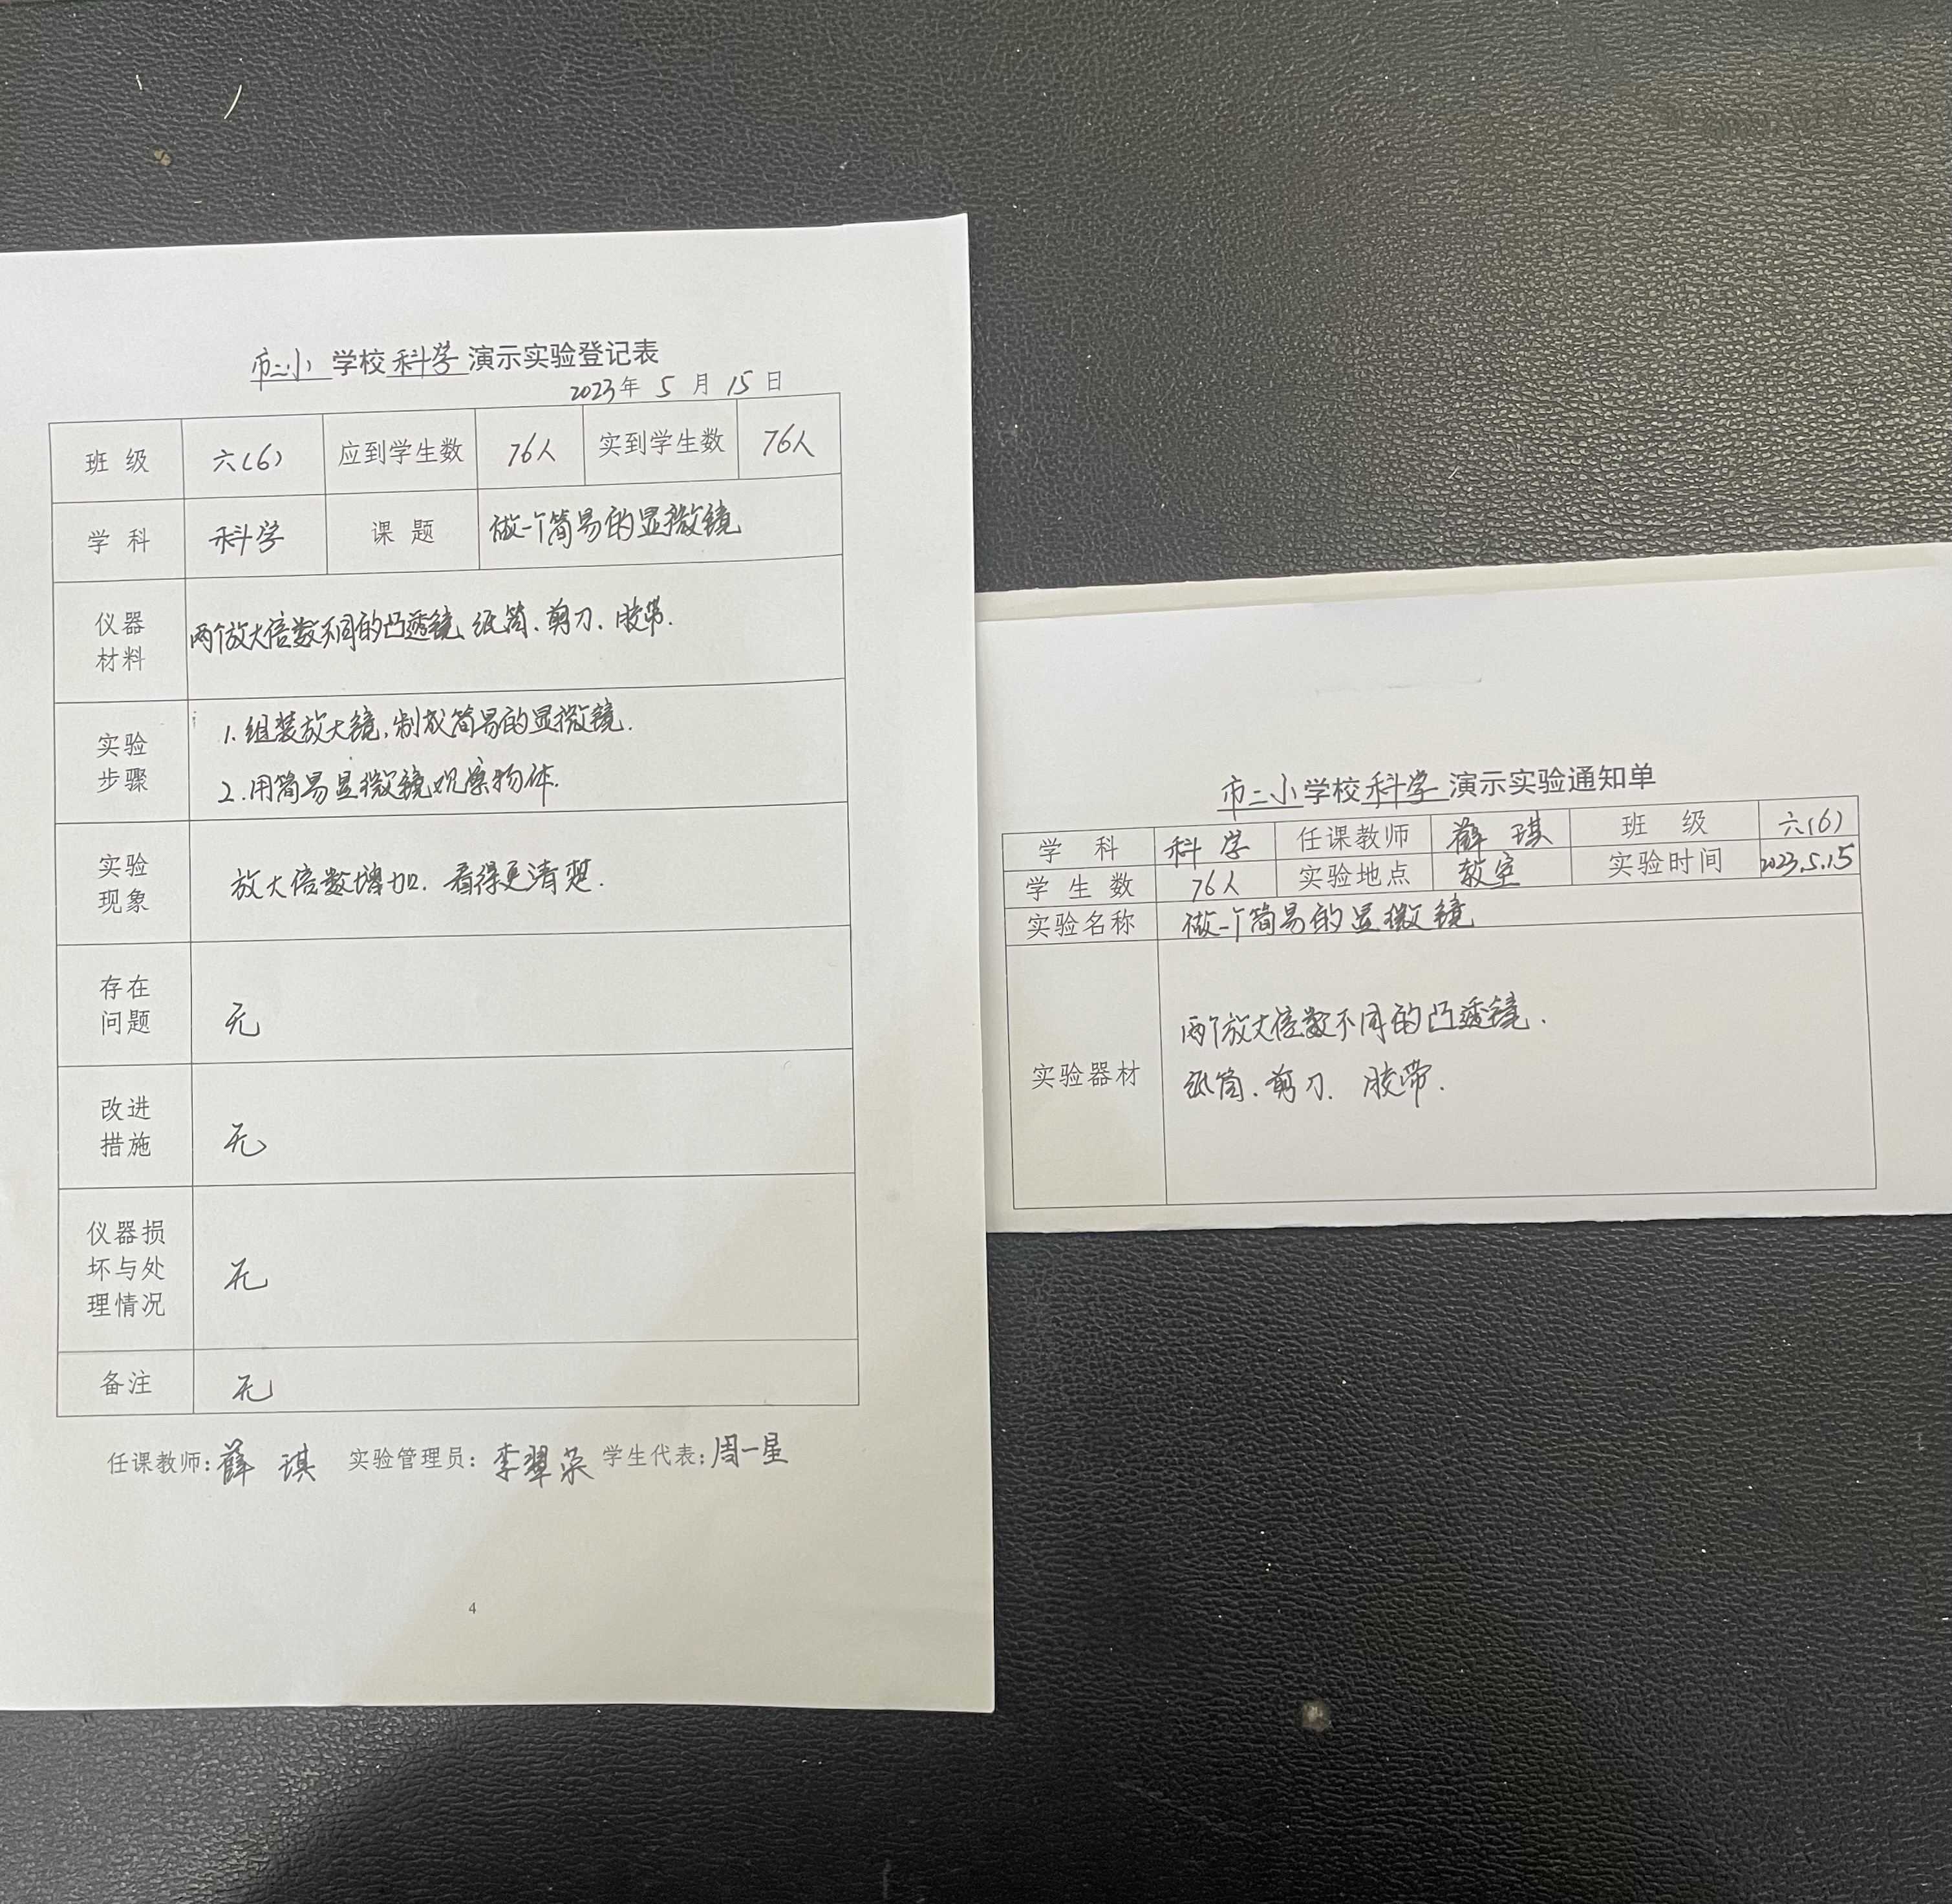 市二小学校科学演示实验登记表
2023年 5 月 15 日
班 级 六(6) 应到学生数 76人 实到学生数 76人
学 科 科学 课 题 做一个简易的显微镜
仪器
材料
两个放大倍数不同的凸透镜、纸筒、剪刀、胶带.
实验
步骤
1.组装放大镜,制成简易的显微镜.
2.用简易显微镜观察物体.
实验
现象
放大倍数增加.看得更清楚.
存在
问题
无
改进
措施
无
仪器损
坏与处
理情况
无
备注 无
任课教师:薛 琪 实验管理员:李翠英 学生代表:周一星
4
市二小学校科学演示实验通知单
学 科 科学 任课教师 薛 琪 班 级 六(6)
学 生 数 76人 实验地点 教室 实验时间 2023.5.15
实验名称 做一个简易的显微镜
实验器材
两个放大倍数不同的凸透镜.
纸筒.剪刀.胶带.